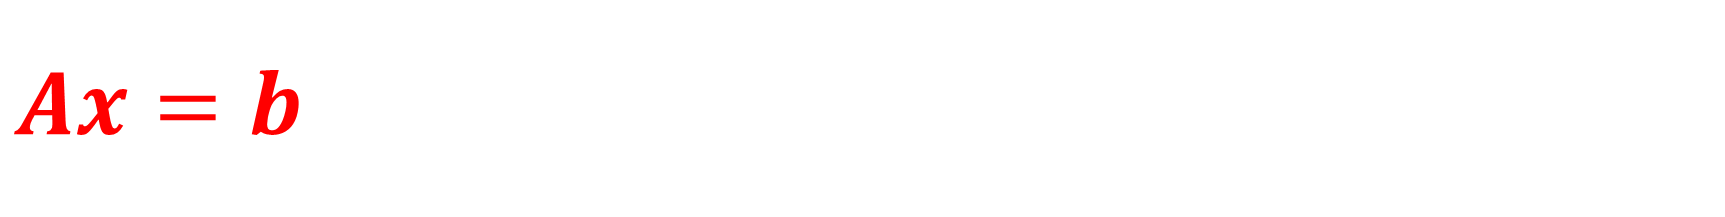 Ax = b